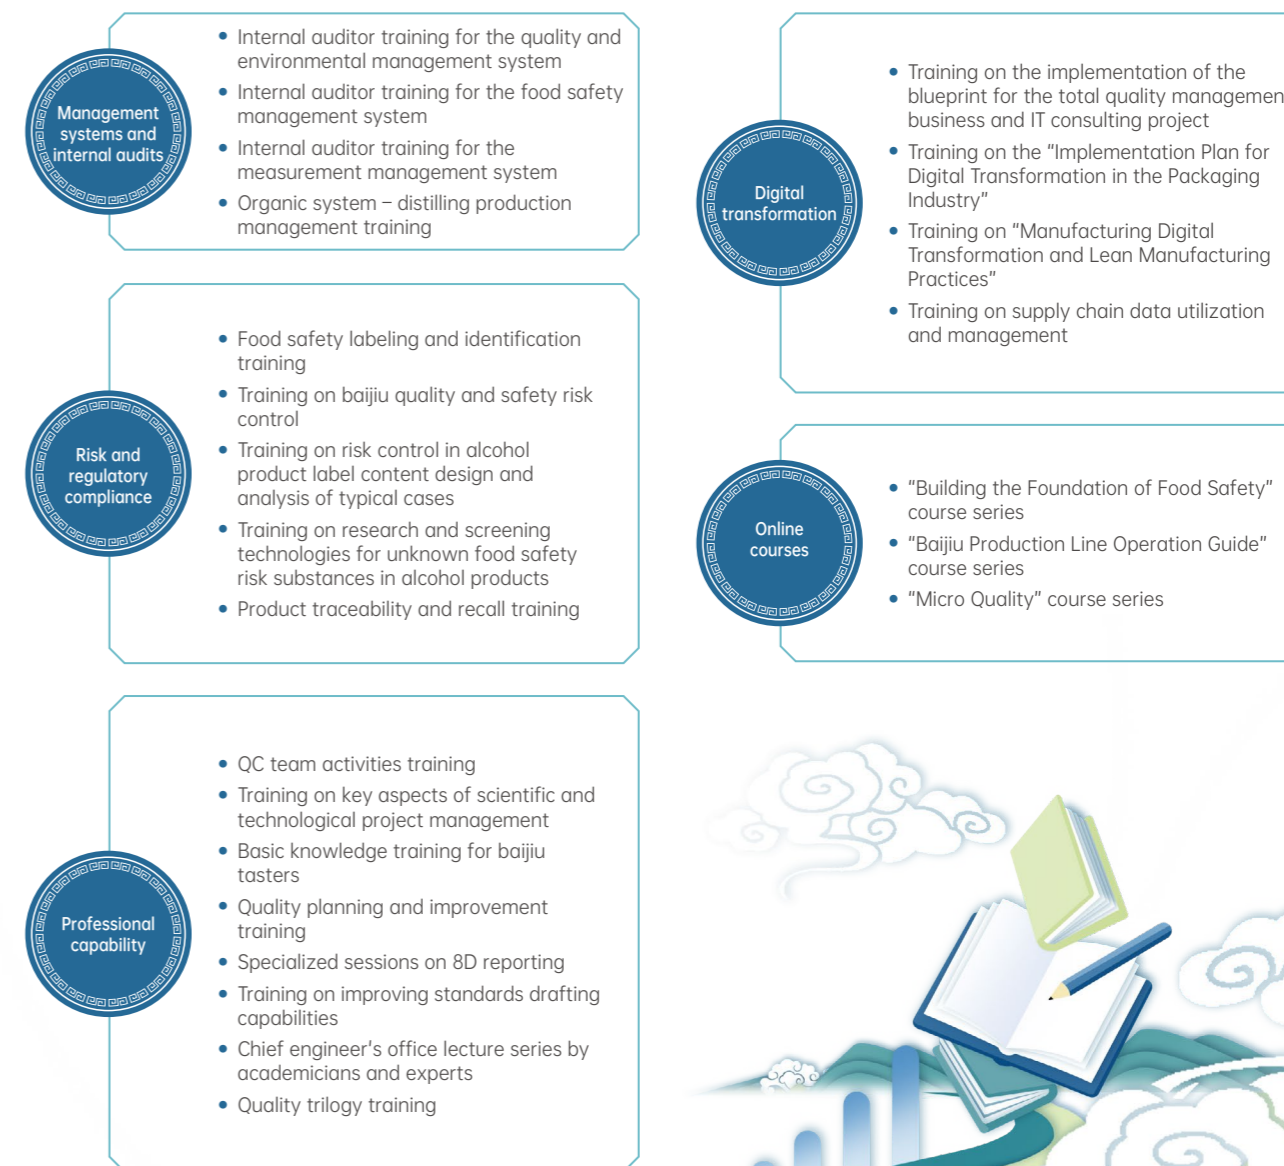 Management
systems and
internal audits
• Internal auditor training for the quality and
environmental management system
• Internal auditor training for the food safety
management system
• Internal auditor training for the
measurement management system
• Organic system – distilling production
management training
Risk and
regulatory
compliance
• Food safety labeling and identification
training
• Training on baijiu quality and safety risk
control
• Training on risk control in alcohol
product label content design and
analysis of typical cases
• Training on research and screening
technologies for unknown food safety
risk substances in alcohol products
• Product traceability and recall training
Professional
capability
• QC team activities training
• Training on key aspects of scientific and
technological project management
• Basic knowledge training for baijiu
tasters
• Quality planning and improvement
training
• Specialized sessions on 8D reporting
• Training on improving standards drafting
capabilities
• Chief engineer's office lecture series by
academicians and experts
• Quality trilogy training
Digital
transformation
• Training on the implementation of the
blueprint for the total quality managemen
business and IT consulting project
• Training on the "Implementation Plan for
Digital Transformation in the Packaging
Industry"
• Training on "Manufacturing Digital
Transformation and Lean Manufacturing
Practices"
• Training on supply chain data utilization
and management
Online
courses
• "Building the Foundation of Food Safety"
course series
• "Baijiu Production Line Operation Guide"
course series
• "Micro Quality" course series